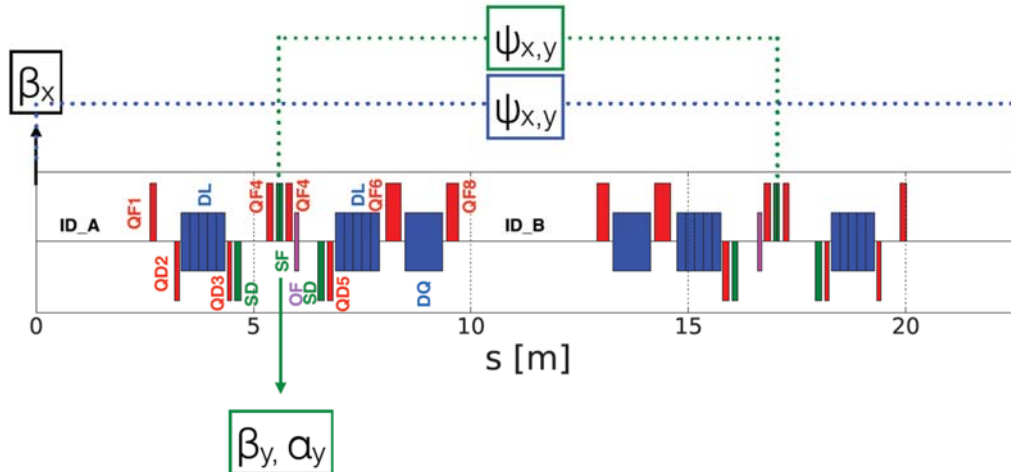 ψx,y
βx
ψx,y
QF1
DL
QF4
QF4
DL
QF6
QF8
ID_A
ID_B
QD2
QD3
SD
SF
OF
SD
QD5
DQ
0
5
10
15
20
s [m]
βy, αy